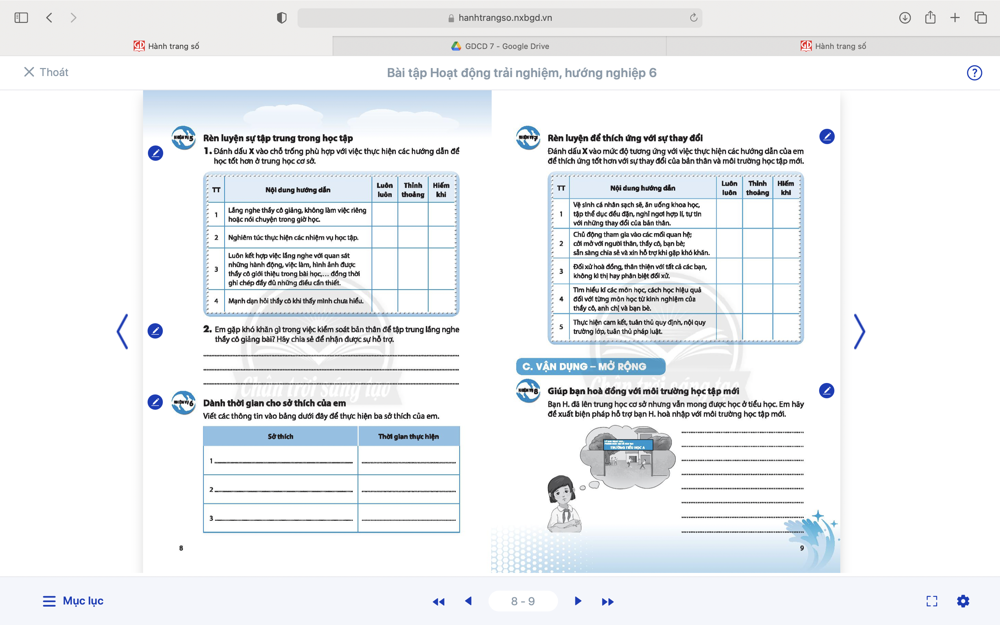 hanhtrangso.nxbgd.vn
Hành trang số
GDCD 7 - Google Drive
Hành trang số
Thoát
Bài tập Hoạt động trải nghiệm, hướng nghiệp 6
?
NHIỆM VỤ 5
Rèn luyện sự tập trung trong học tập
1. Đánh dấu X vào chỗ trống phù hợp với việc thực hiện các hướng dẫn để
học tốt hơn ở trung học cơ sở.
TT Nội dung hướng dẫn Luôn luôn Thỉnh thoảng Hiếm khi
1 Lắng nghe thầy cô giảng, không làm việc riêng
hoặc nói chuyện trong giờ học.
2 Nghiêm túc thực hiện các nhiệm vụ học tập.
3 Luôn kết hợp việc lắng nghe với quan sát
những hành động, việc làm, hình ảnh được
thầy cô giới thiệu trong bài học,... đồng thời
ghi chép đầy đủ những điều cần thiết.
4 Mạnh dạn hỏi thầy cô khi thấy mình chưa hiểu.
2. Em gặp khó khăn gì trong việc kiểm soát bản thân để tập trung lắng nghe
thầy cô giảng bài? Hãy chia sẻ để nhận được sự hỗ trợ.
Chân trời sáng tạo
NHIỆM VỤ 6
Dành thời gian cho sở thích của em
Viết các thông tin vào bảng dưới đây để thực hiện ba sở thích của em.
Sở thích Thời gian thực hiện
1
2
3
8
NHIỆM VỤ 7
Rèn luyện để thích ứng với sự thay đổi
Đánh dấu X vào mức độ tương ứng với việc thực hiện các hướng dẫn của em
để thích ứng tốt hơn với sự thay đổi của bản thân và môi trường học tập mới.
TT Nội dung hướng dẫn Luôn luôn Thỉnh thoảng Hiếm khi
1 Vệ sinh cá nhân sạch sẽ, ăn uống khoa học,
tập thể dục đều đặn, nghỉ ngơi hợp lí, tự tin
với những thay đổi của bản thân.
2 Chủ động tham gia vào các mối quan hệ;
cởi mở với người thân, thầy cô, bạn bè;
sẵn sàng chia sẻ và xin hỗ trợ khi gặp khó khăn.
3 Đối xử hoà đồng, thân thiện với tất cả các bạn,
không kì thị hay phân biệt đối xử.
4 Tìm hiểu kĩ các môn học, cách học hiệu quả
đối với từng môn học từ kinh nghiệm của
thầy cô, anh chị và bạn bè.
5 Thực hiện cam kết, tuân thủ quy định, nội quy
trường lớp, tuân thủ pháp luật.
C. VẬN DỤNG – MỞ RỘNG
Chân trời sáng tạo
NHIỆM VỤ 8
Giúp bạn hoà đồng với môi trường học tập mới
Bạn H. đã lên trung học cơ sở nhưng vẫn mong được học ở tiểu học. Em hãy
đề xuất biện pháp hỗ trợ bạn H. hoà nhập với môi trường học tập mới.
TRƯỜNG TIỂU HỌC A
9
Mục lục
8 - 9